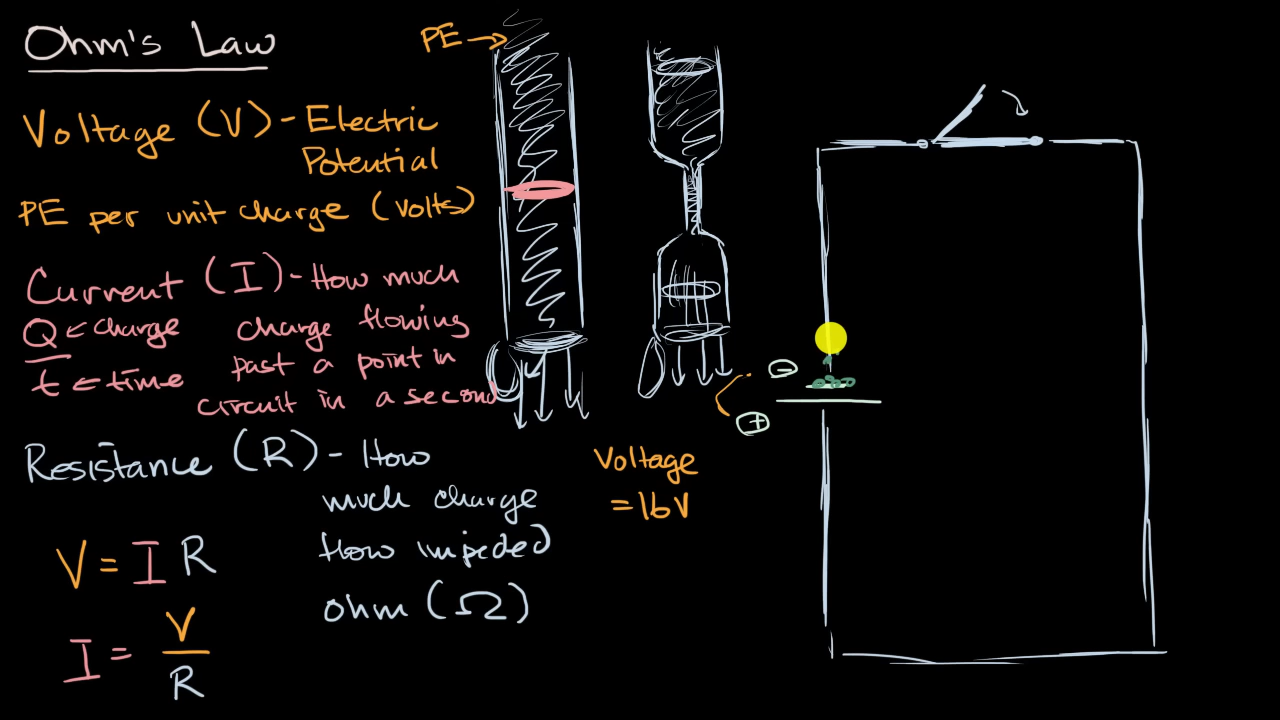 Ohm's Law
PE →
Voltage (V) - Electric
Potential
PE per unit charge (volts)
Current (I) - How much
Q ← charge
charge flowing
t ← time
past a point in
circuit in a second
Resistance (R) - How
much charge
flow impeded
ohm (Ω)
V = I R
I = V
R
-
+
Voltage
= 16V